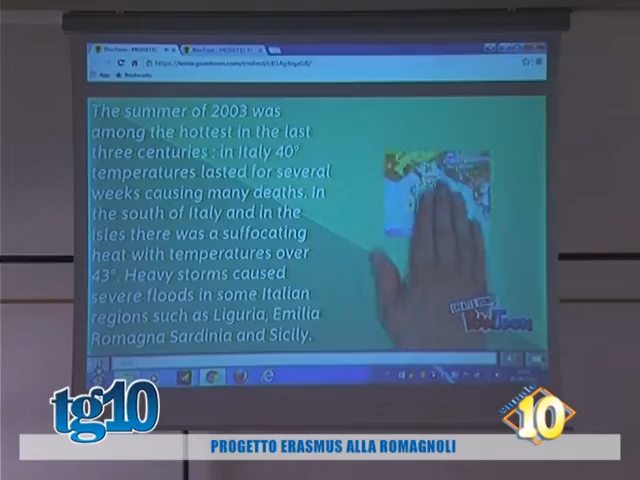 The summer of 2003 was
among the hottest in the last
three centuries : in Italy 40°
temperatures lasted for several
weeks causing many deaths. In
the south of Italy and in the
isles there was a suffocating
heat with temperatures over
43°. Heavy storms caused
severe floods in some Italian
regions such as Liguria, Emilia
Romagna Sardinia and Sicily.
CREATED USING
PowToon
tg10
canale
10
PROGETTO ERASMUS ALLA ROMAGNOLI